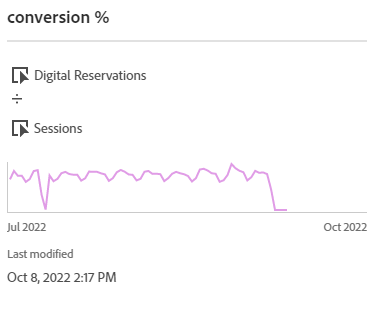 conversion %
Digital Reservations
÷
Sessions
Jul 2022 Oct 2022
Last modified
Oct 8, 2022 2:17 PM